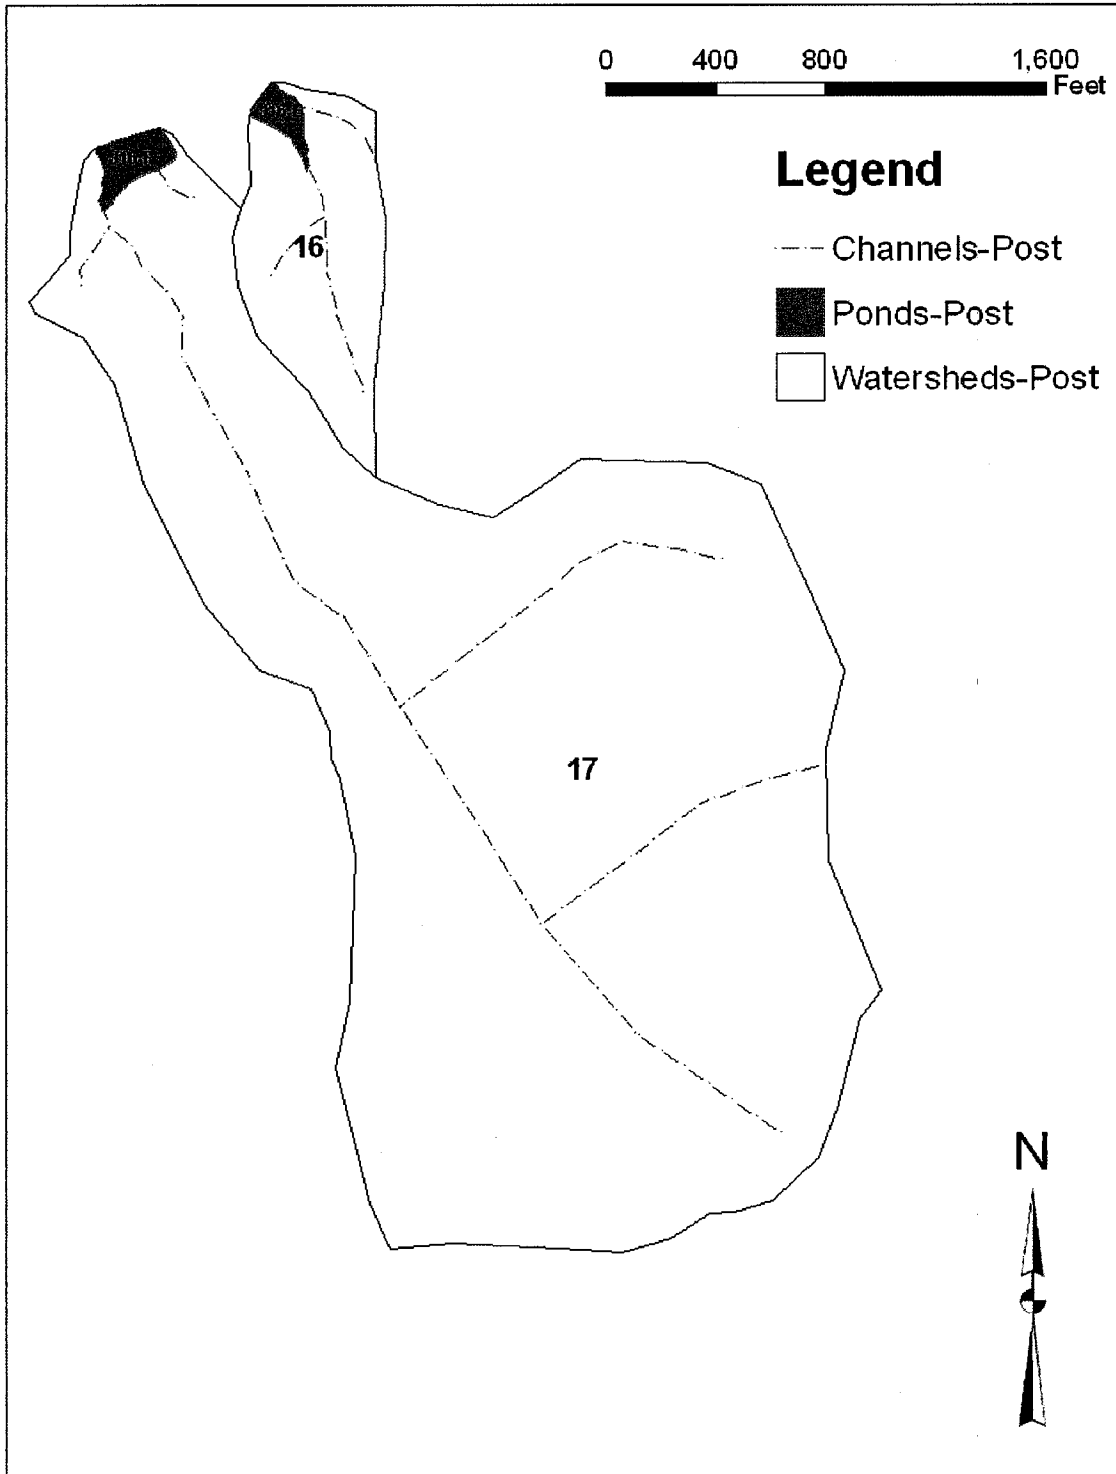 0 400 800 1,600
Feet
Legend
Channels-Post
Ponds-Post
Watersheds-Post
16
17
N